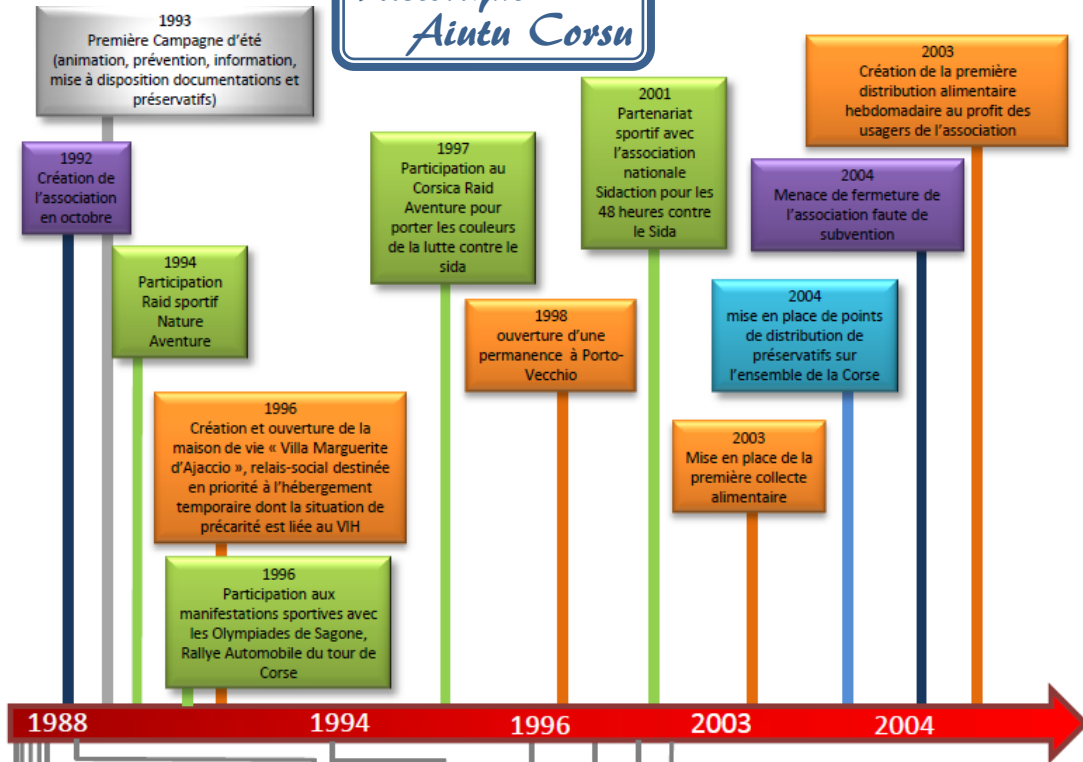 Aiutu Corsu
1993
Première Campagne d'été
(animation, prévention, information,
mise à disposition documentations et
préservatifs)
1992
Création de
l'association
en octobre
1994
Participation
Raid sportif
Nature
Aventure
1996
Création et ouverture de la
maison de vie « Villa Marguerite
d'Ajaccio », relais-social destinée
en priorité à l'hébergement
temporaire dont la situation de
précarité est liée au VIH
1996
Participation aux
manifestations sportives avec
les Olympiades de Sagone,
Rallye Automobile du tour de
Corse
1997
Participation au
Corsica Raid
Aventure pour
porter les couleurs
de la lutte contre le
sida
1998
ouverture d'une
permanence à Porto-
Vecchio
2001
Partenariat
sportif avec
l'association
nationale
Sidaction pour les
48 heures contre
le Sida
2003
Création de la première
distribution alimentaire
hebdomadaire au profit des
usagers de l'association
2004
Menace de fermeture de
l'association faute de
subvention
2004
mise en place de points
de distribution de
préservatifs sur
l'ensemble de la Corse
2003
Mise en place de la
première collecte
alimentaire
1988 1994 1996 2003 2004